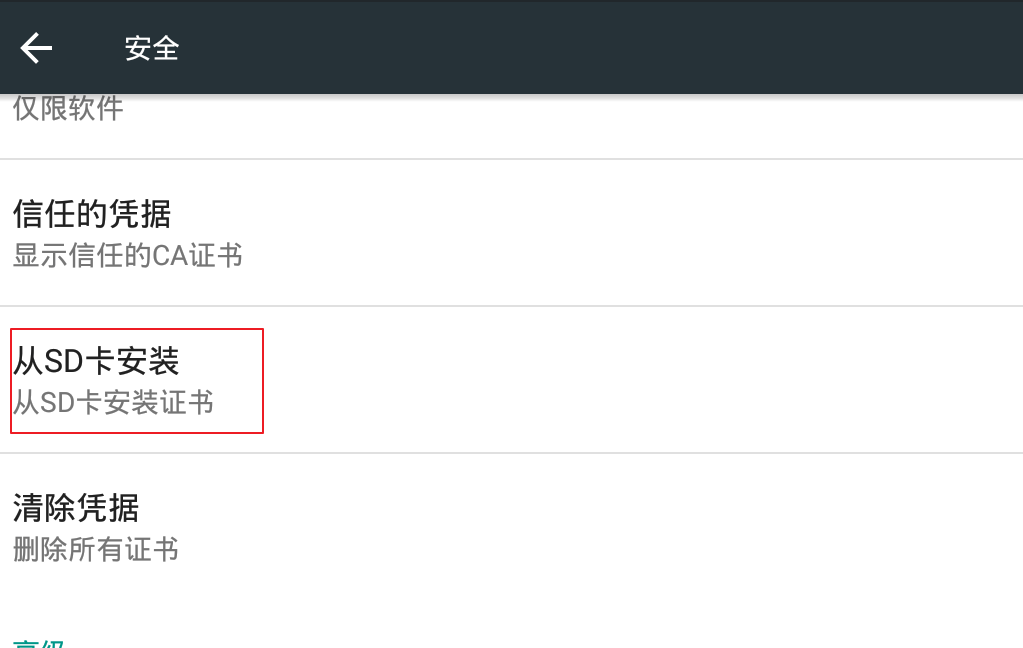 安全
仅限软件
信任的凭据
显示信任的CA证书
从SD卡安装
从SD卡安装证书
清除凭据
删除所有证书
高级